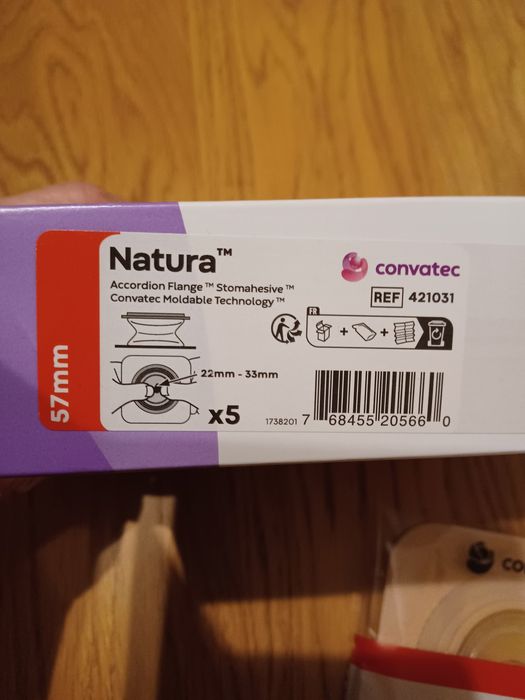 Natura™
Accordion Flange™ Stomahesive™
Convatec Moldable Technology™
convatec
REF 421031
FR
57mm
22mm - 33mm
x5
1738201
7 68455 20566 0